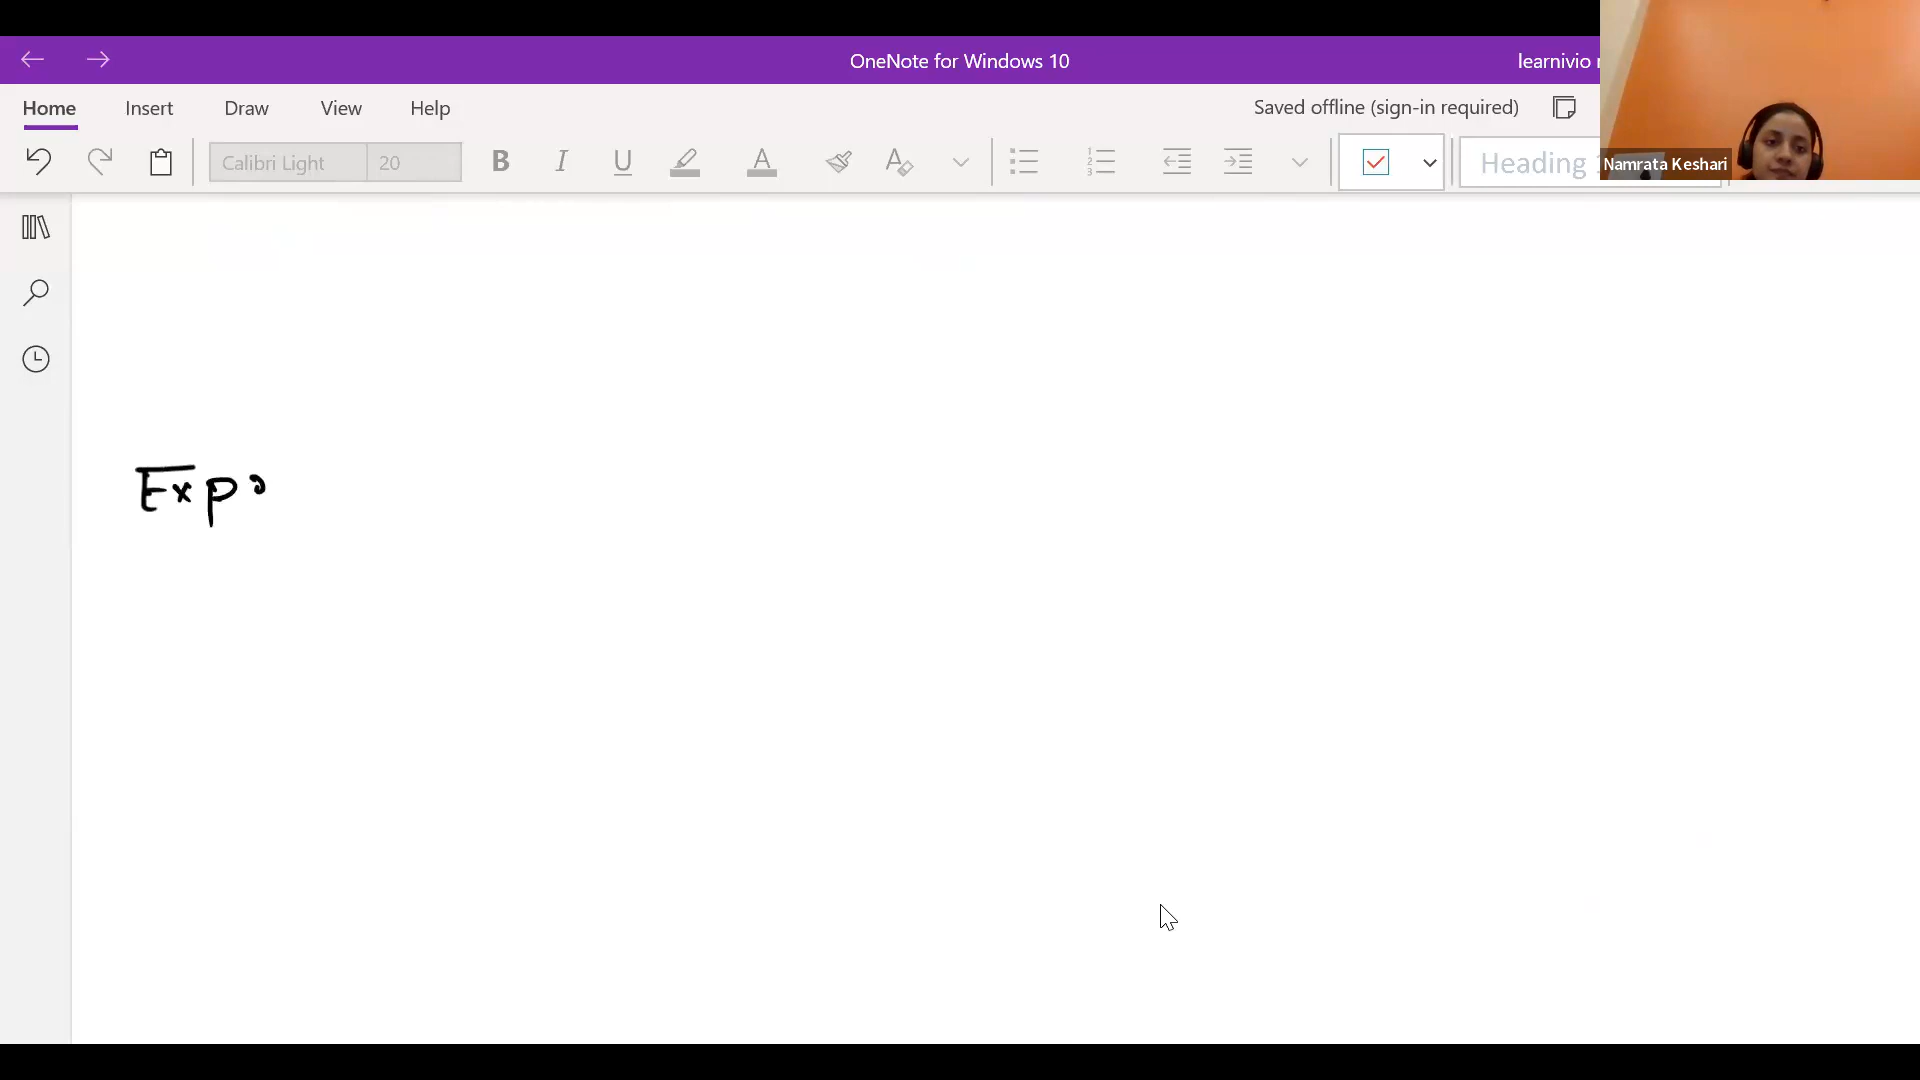 OneNote for Windows 10
learnivio
Home Insert Draw View Help
Saved offline (sign-in required)
Calibri Light 20
B I U A A
Heading
Namrata Keshari
Expo